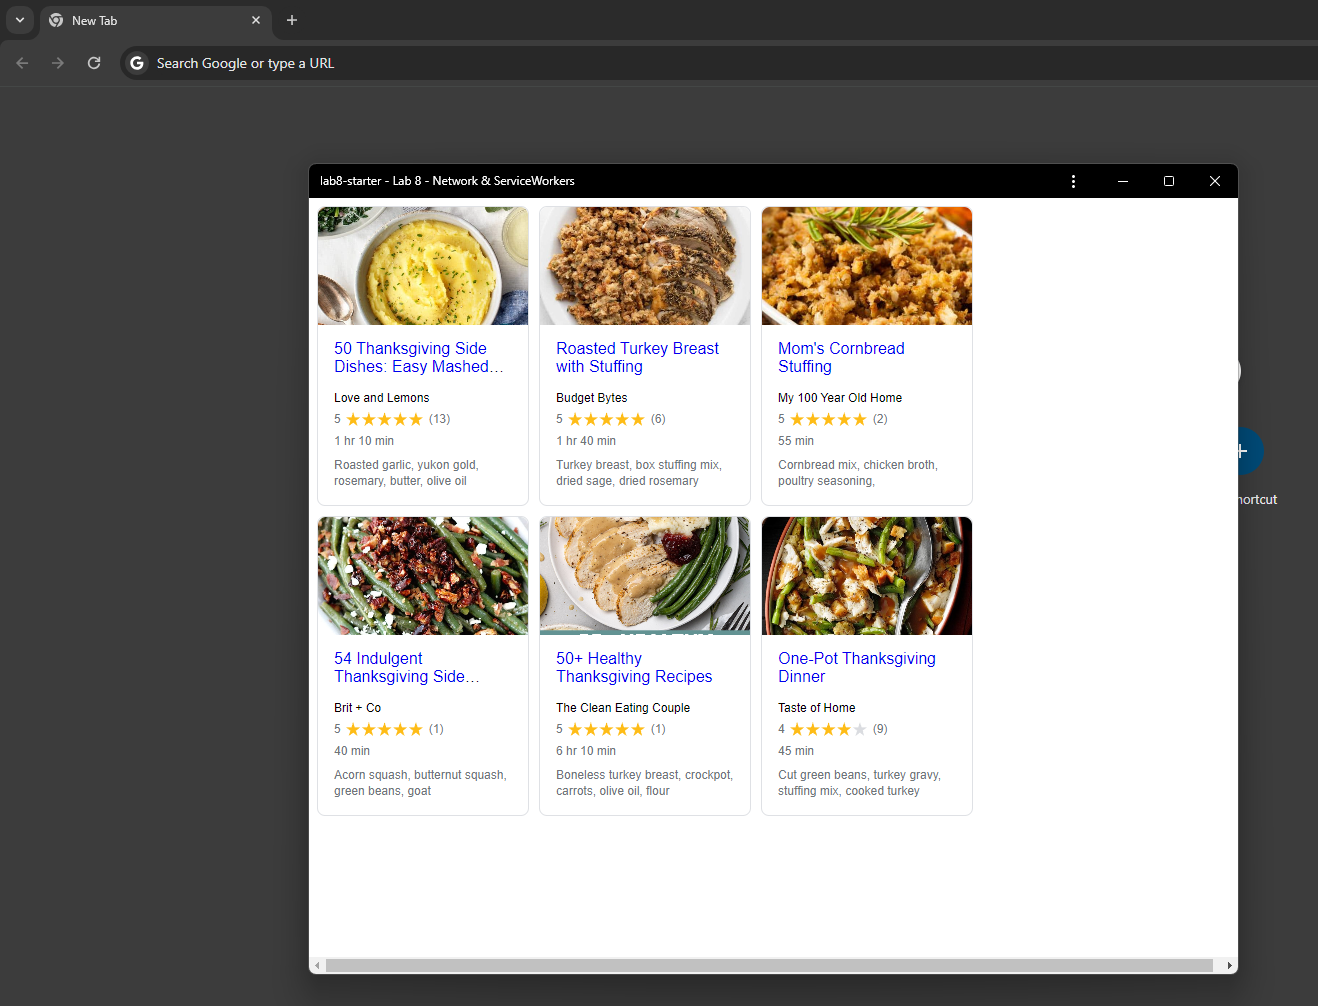 New Tab
Search Google or type a URL
lab8-starter - Lab 8 - Network & ServiceWorkers
50 Thanksgiving Side
Dishes: Easy Mashed…
Love and Lemons
5 (13)
1 hr 10 min
Roasted garlic, yukon gold,
rosemary, butter, olive oil
Roasted Turkey Breast
with Stuffing
Budget Bytes
5 (6)
1 hr 40 min
Turkey breast, box stuffing mix,
dried sage, dried rosemary
Mom's Cornbread
Stuffing
My 100 Year Old Home
5 (2)
55 min
Cornbread mix, chicken broth,
poultry seasoning,
54 Indulgent
Thanksgiving Side…
Brit + Co
5 (1)
40 min
Acorn squash, butternut squash,
green beans, goat
50+ Healthy
Thanksgiving Recipes
The Clean Eating Couple
5 (1)
6 hr 10 min
Boneless turkey breast, crockpot,
carrots, olive oil, flour
One-Pot Thanksgiving
Dinner
Taste of Home
4 (9)
45 min
Cut green beans, turkey gravy,
stuffing mix, cooked turkey
hortcut